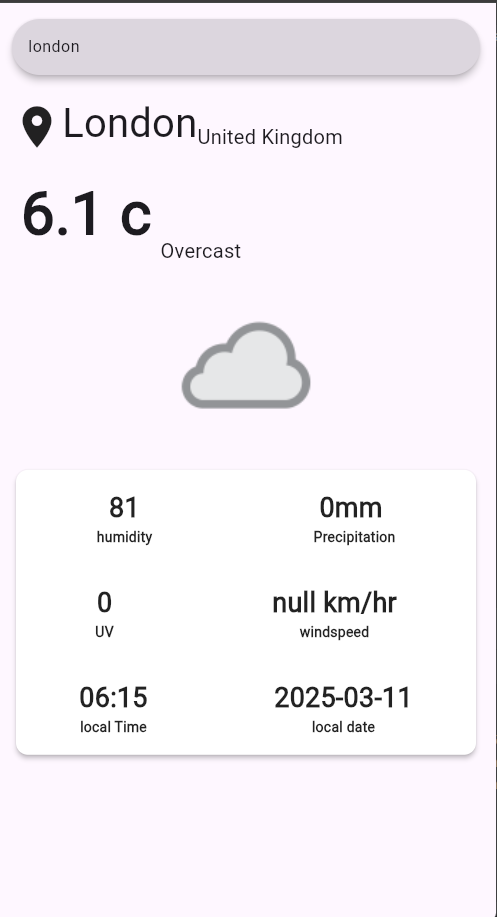 london
London United Kingdom
6.1 c
Overcast
81 0mm
humidity Precipitation
0 null km/hr
UV windspeed
06:15 2025-03-11
local Time local date